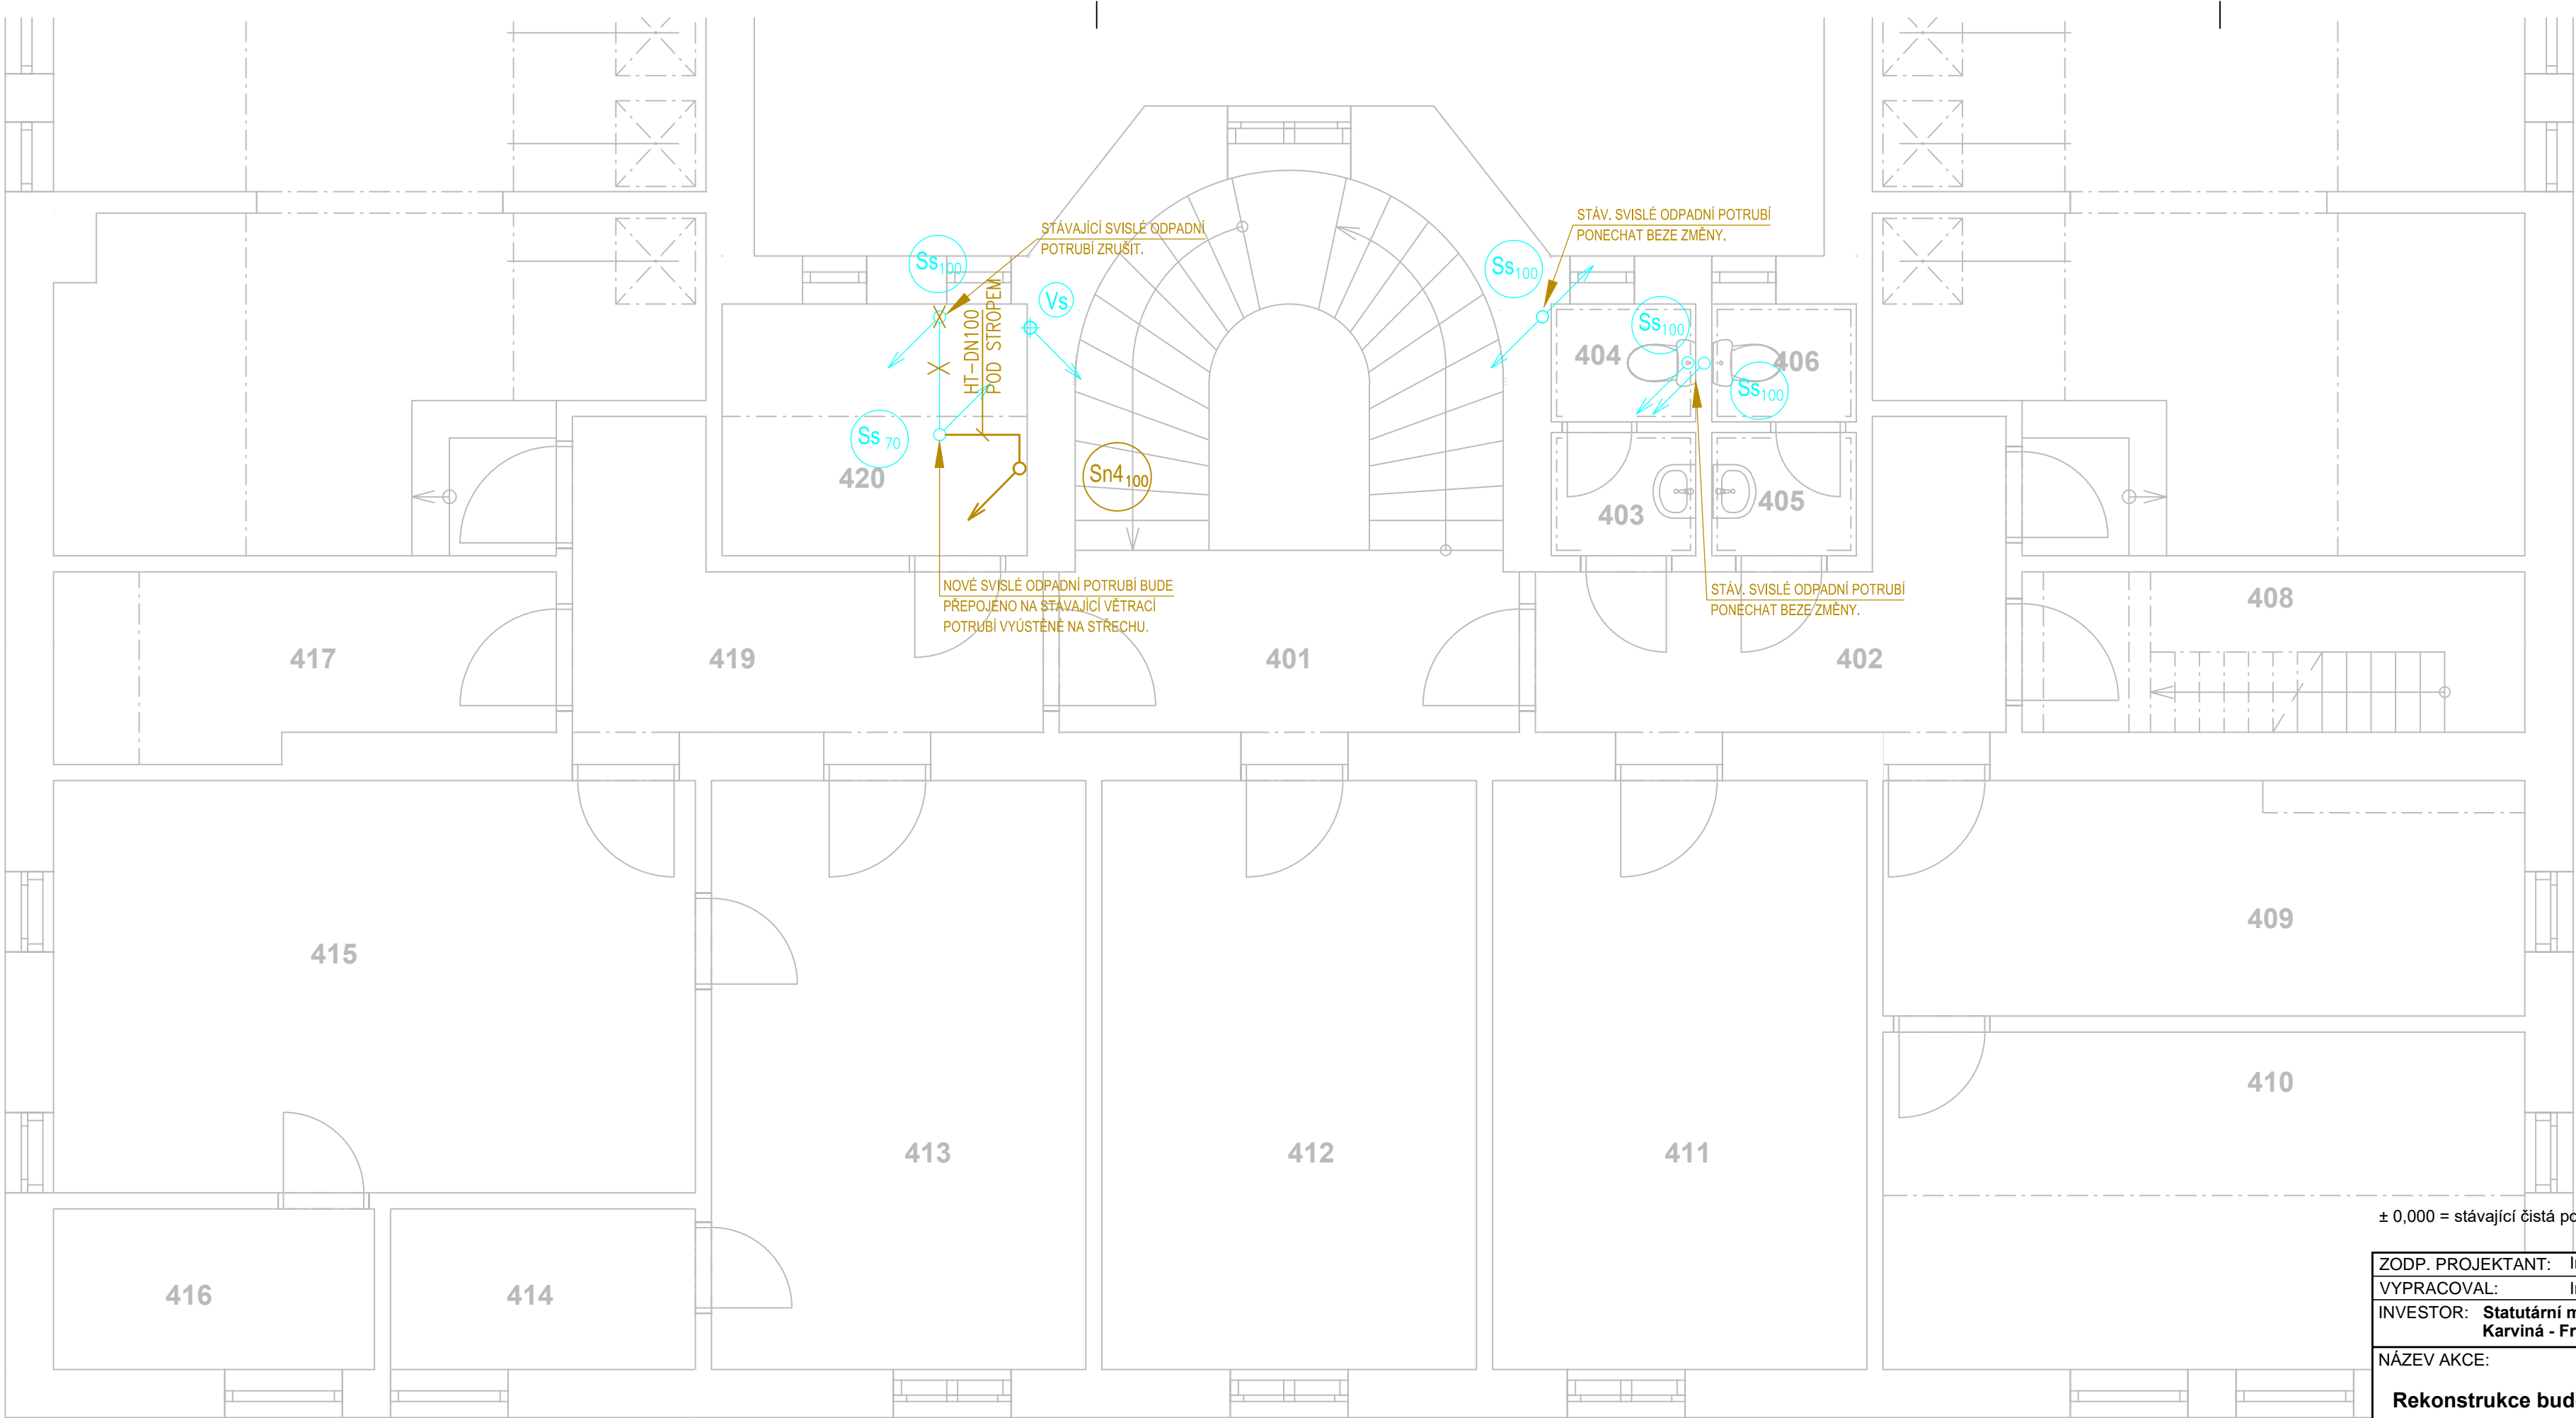 STÁVAJÍCÍ SVISLÉ ODPADNÍ
POTRUBÍ ZRUŠIT.
STÁV. SVISLÉ ODPADNÍ POTRUBÍ
PONECHAT BEZE ZMĚNY.
Ss100
Vs
HT-DN100
POD STROPEM
Ss100
Ss100
404
406
Ss100
Ss 70
420
Sn4100
403
405
NOVÉ SVISLÉ ODPADNÍ POTRUBÍ BUDE
PŘEPOJENO NA STÁVAJÍCÍ VĚTRACÍ
POTRUBÍ VYÚSTĚNÉ NA STŘECHU.
STÁV. SVISLÉ ODPADNÍ POTRUBÍ
PONECHAT BEZE ZMĚNY.
408
417
419
401
402
415
409
410
413
412
411
416
414
± 0,000 = stávající čistá
ZODP. PROJEKTANT:
VYPRACOVAL:
INVESTOR: Statutární
Karviná -
NÁZEV AKCE:
Rekonstrukce